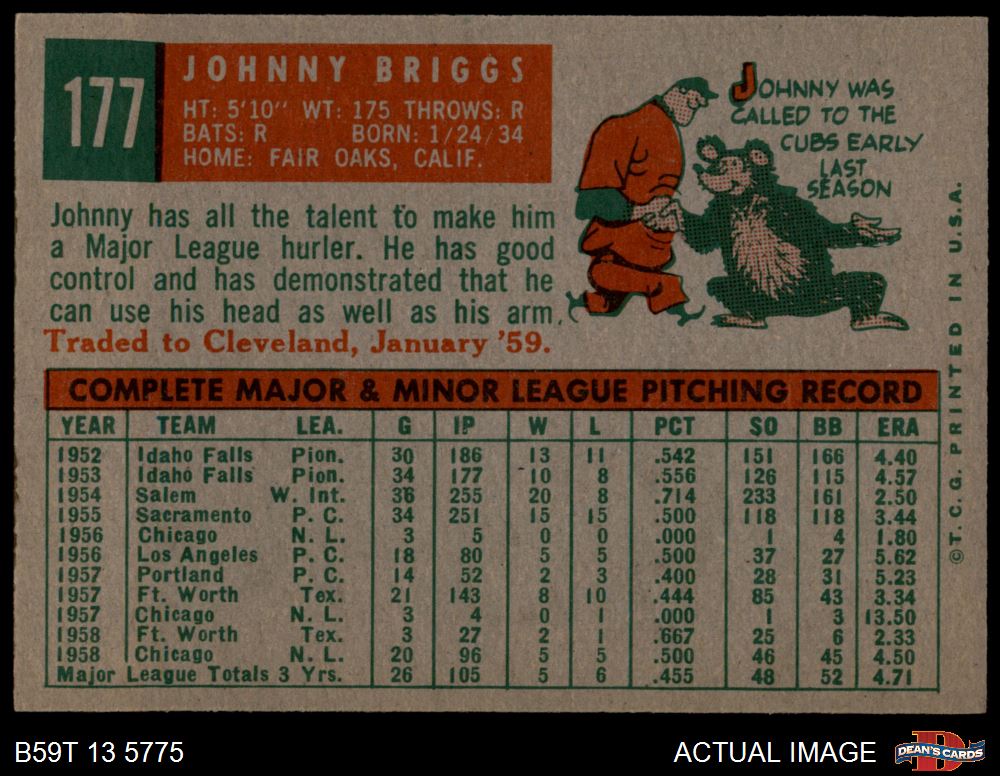 177
JOHNNY BRIGGS
HT: 5'10" WT: 175 THROWS: R
BATS: R BORN: 1/24/34
HOME: FAIR OAKS, CALIF.
JOHNNY WAS
CALLED TO THE
CUBS EARLY
LAST
SEASON
Johnny has all the talent to make him
a Major League hurler. He has good
control and has demonstrated that he
can use his head as well as his arm.
Traded to Cleveland, January '59.
COMPLETE MAJOR & MINOR LEAGUE PITCHING RECORD
YEAR TEAM LEA. G IP W L PCT SO BB ERA
1952 Idaho Falls Pion. 30 186 13 11 .542 151 166 4.40
1953 Idaho Falls Pion. 34 177 10 8 .556 126 115 4.57
1954 Salem W. Int. 36 255 20 8 .714 233 161 2.50
1955 Sacramento P. C. 34 251 15 15 .500 118 118 3.44
1956 Chicago N. L. 3 5 0 0 .000 1 4 1.80
1956 Los Angeles P. C. 18 80 5 5 .500 37 27 5.62
1957 Portland P. C. 14 52 2 3 .400 28 31 5.23
1957 Ft. Worth Tex. 21 143 8 10 .444 85 43 3.34
1957 Chicago N. L. 3 4 0 1 .000 1 3 13.50
1958 Ft. Worth Tex. 3 27 2 1 .667 25 6 2.33
1958 Chicago N. L. 20 96 5 5 .500 46 45 4.50
Major League Totals 3 Yrs. 26 105 5 6 .455 48 52 4.71
©T. C. G. PRINTED IN U.S.A.
B59T 13 5775
ACTUAL IMAGE
D
DEAN'S CARDS